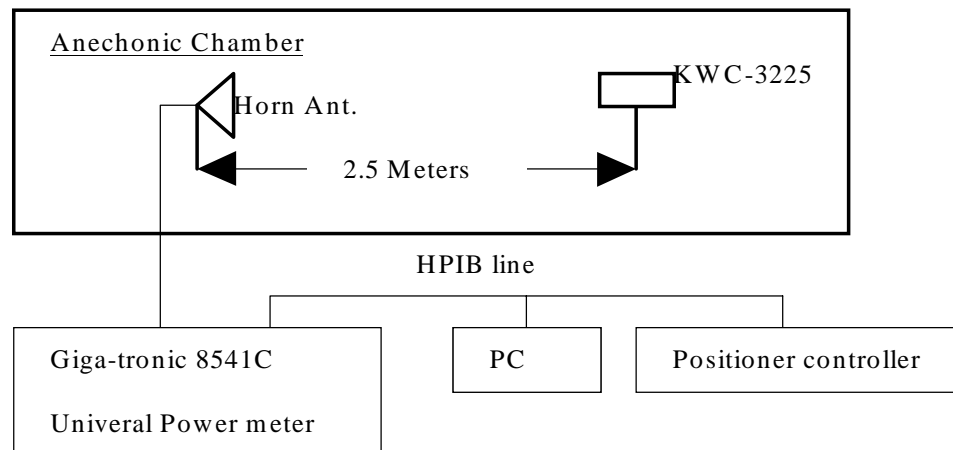 Anechonic Chamber
KWC-3225
Horn Ant.
2.5 Meters
HPIB line
Giga-tronic 8541C
Univeral Power meter
PC
Positioner controller